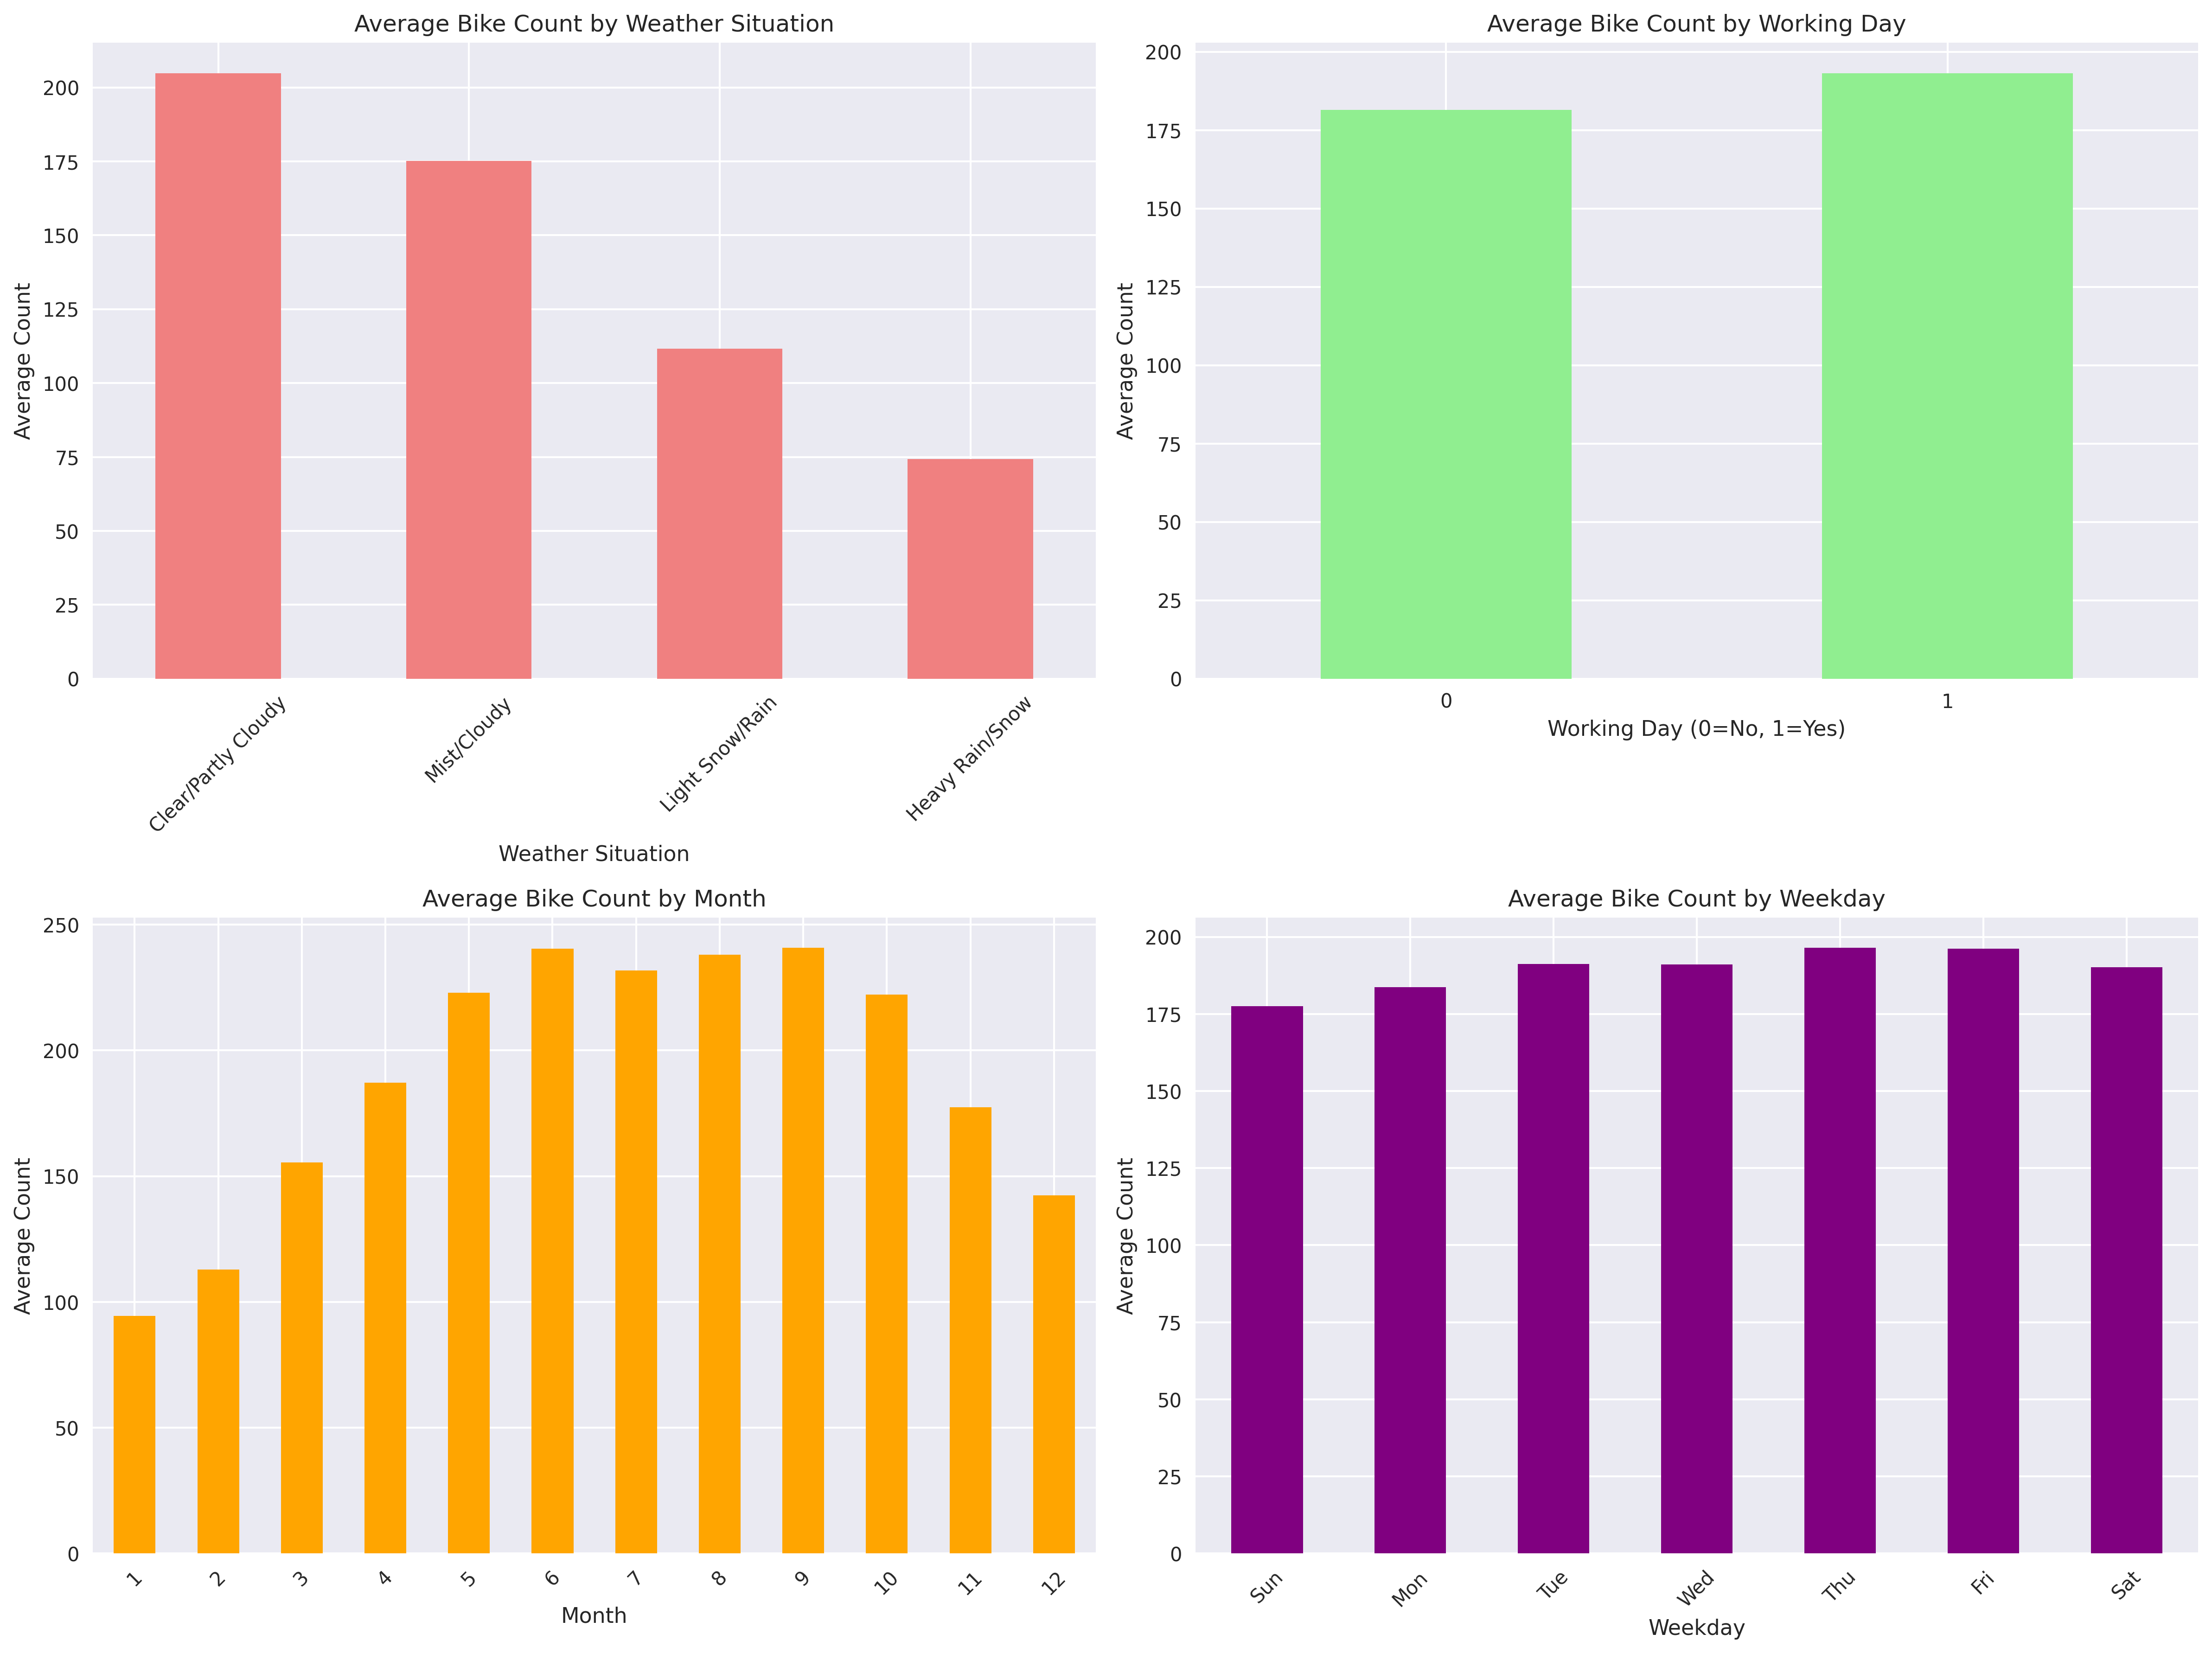 Average Bike Count by Weather Situation
Average Count
200
175
150
125
100
75
50
25
0
Clear/Partly Cloudy
Mist/Cloudy
Light Snow/Rain
Heavy Rain/Snow
Weather Situation
Average Bike Count by Working Day
Average Count
200
175
150
125
100
75
50
25
0
0
1
Working Day (0=No, 1=Yes)
Average Bike Count by Month
Average Count
250
200
150
100
50
0
1
2
3
4
5
6
7
8
9
10
11
12
Month
Average Bike Count by Weekday
Average Count
200
175
150
125
100
75
50
25
0
Sun
Mon
Tue
Wed
Thu
Fri
Sat
Weekday